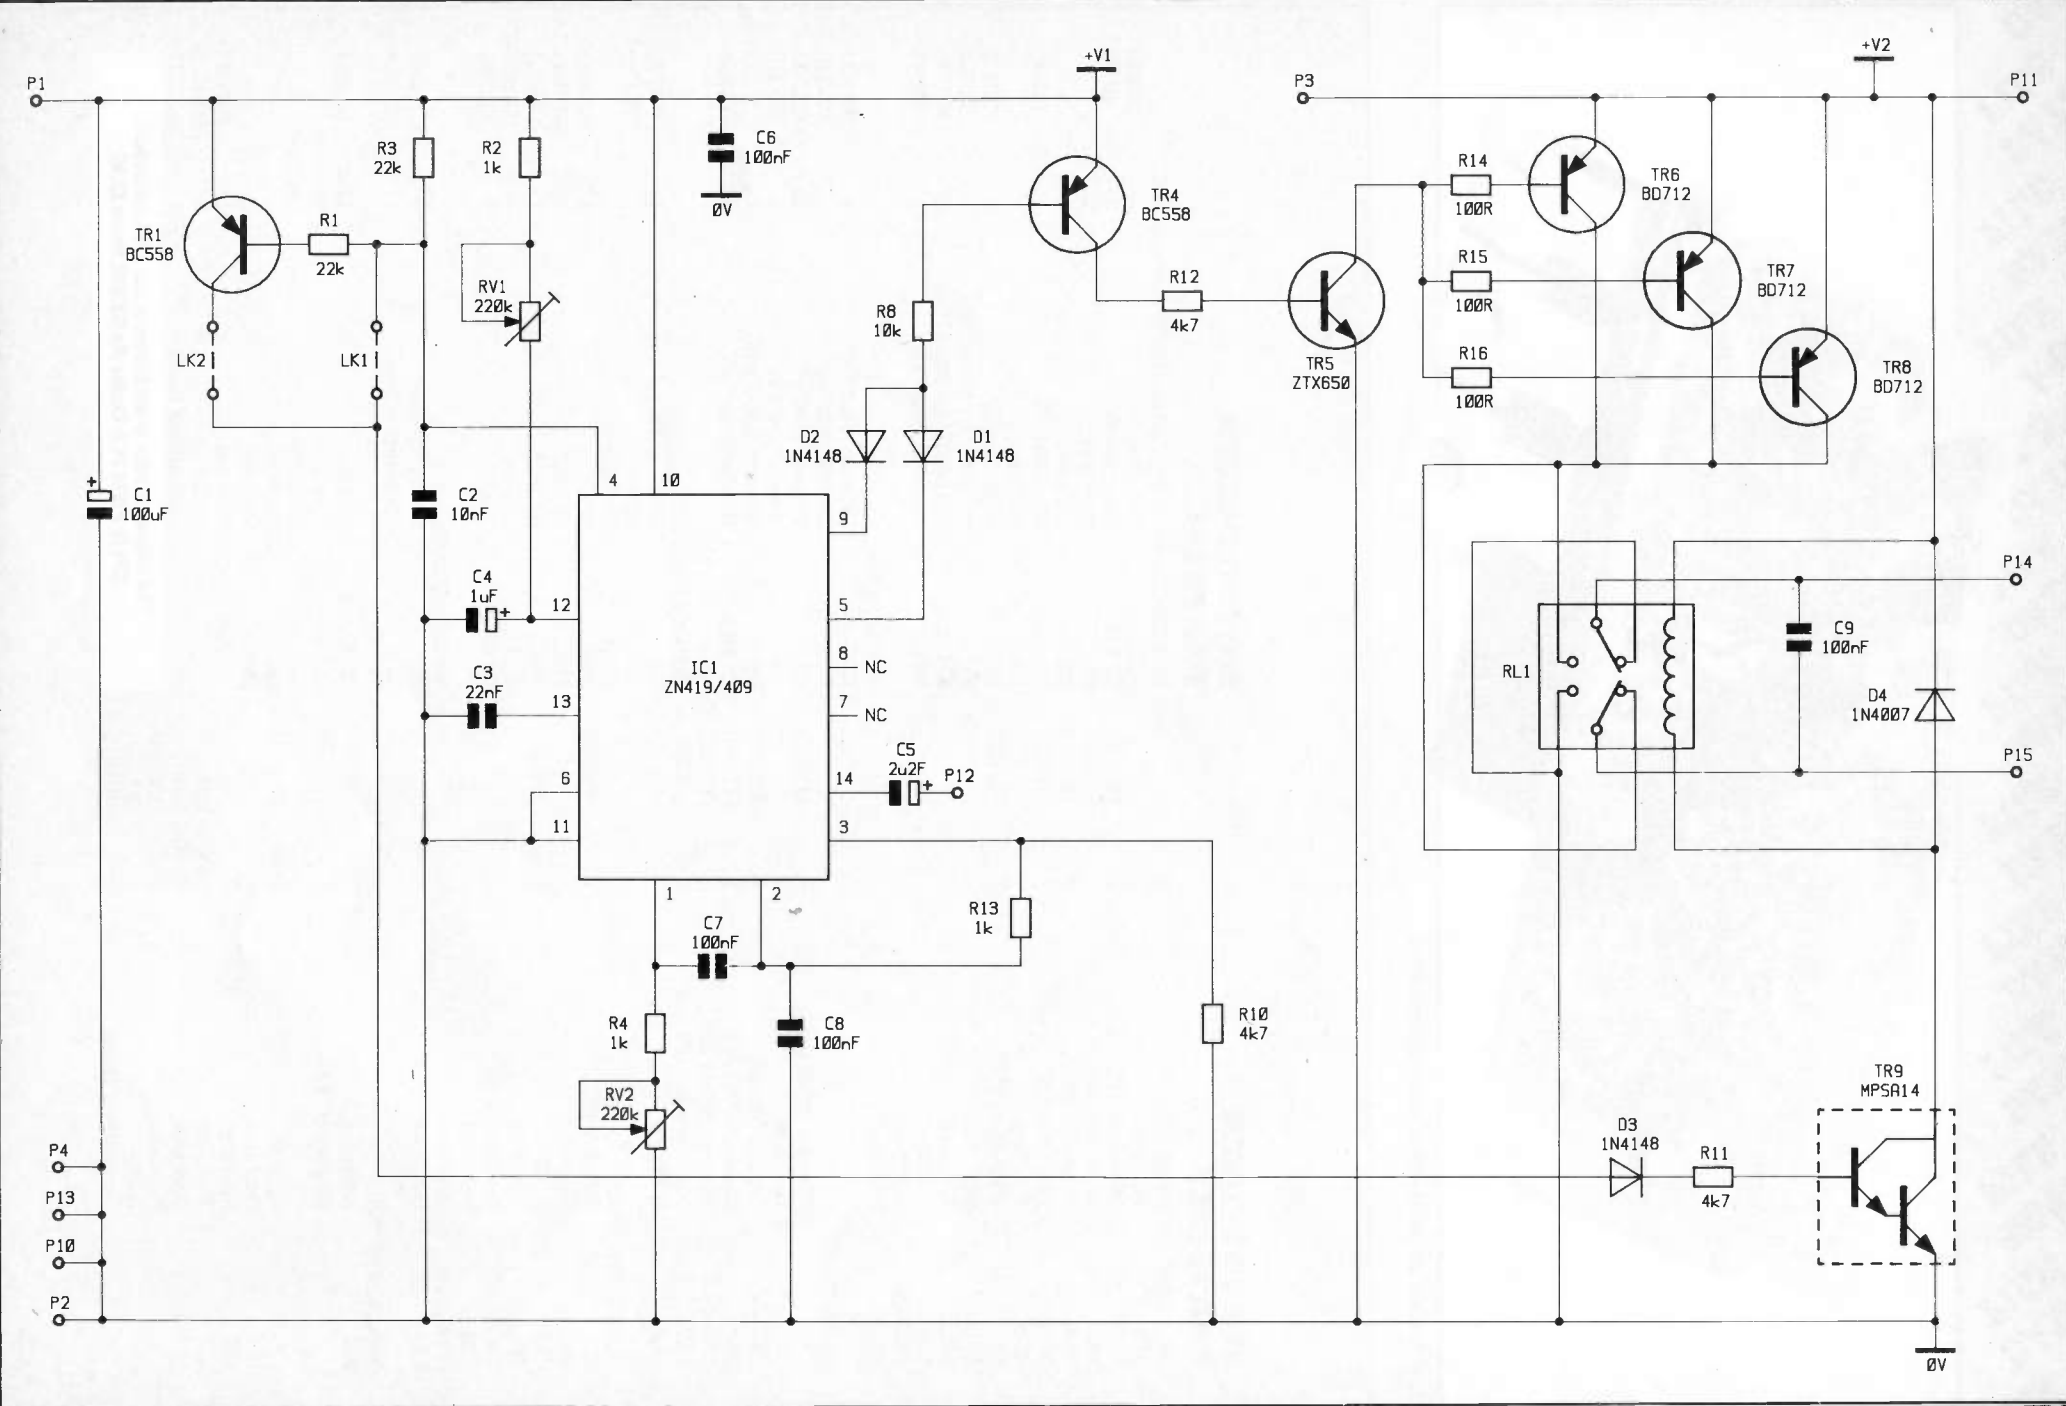 +V1
+V2
P1
P3
P11
R3
22k
R2
1k
C6
100nF
0V
TR4
BC558
R14
100R
TR6
BD712
TR1
BC558
R1
22k
RV1
220k
R8
10k
R12
4k7
R15
100R
TR7
BD712
LK2
LK1
TR5
ZTX650
R16
100R
TR8
BD712
D2
1N4148
D1
1N4148
+
C1
100uF
C2
10nF
4
10
9
C4
1uF
+
12
5
P14
C3
22nF
13
IC1
ZN419/409
8
NC
7
NC
RL1
C9
100nF
D4
1N4007
6
14
C5
2u2F
+
P12
P15
11
3
1
2
C7
100nF
R13
1k
R4
1k
C8
100nF
R10
4k7
RV2
220k
TR9
MPSA14
D3
1N4148
R11
4k7
P4
P13
P10
P2
0V